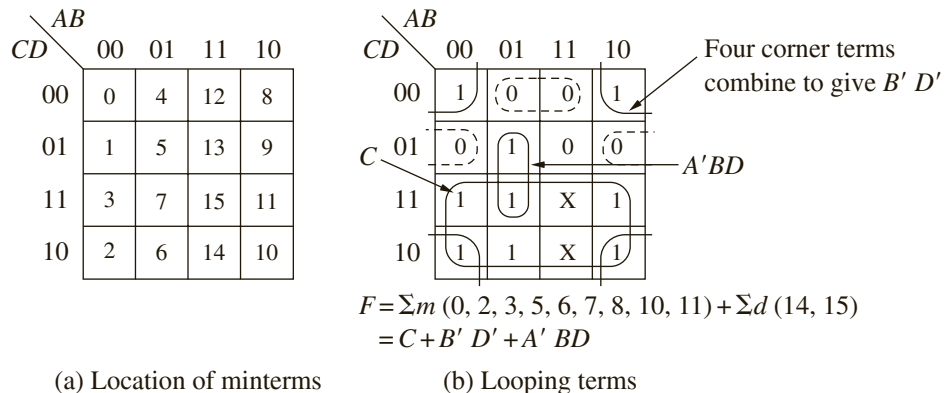 AB AB
CD 00 01 11 10 CD 00 01 11 10
Four corner terms
combine to give B′ D′
00 0 4 12 8 00 1 0 0 1
01 1 5 13 9 01 0 1 0 0
C
A′BD
11 3 7 15 11 11 1 1 X 1
10 2 6 14 10 10 1 1 X 1
F = Σm (0, 2, 3, 5, 6, 7, 8, 10, 11) + Σd (14, 15)
= C + B′ D′ + A′ BD
(a) Location of minterms (b) Looping terms